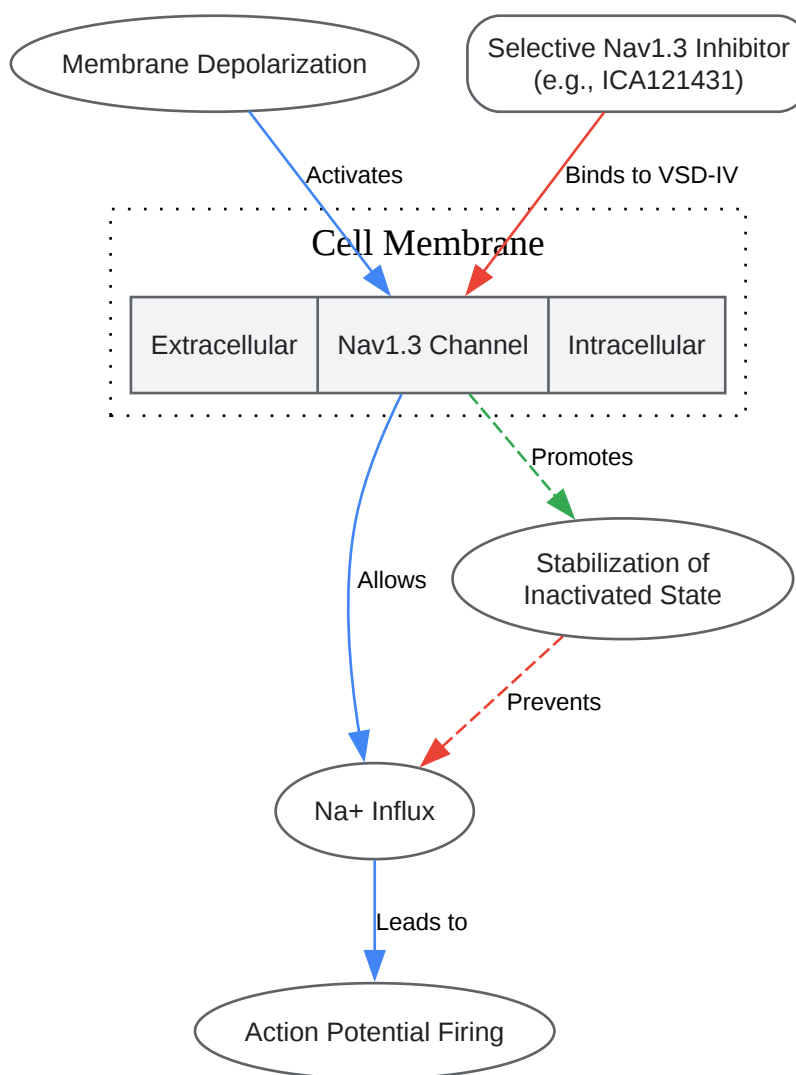 Membrane Depolarization
Selective Nav1.3 Inhibitor
(e.g., ICA121431)
Activates
Binds to VSD-IV
Cell Membrane
Extracellular
Nav1.3 Channel
Intracellular
Promotes
Stabilization of
Inactivated State
Allows
Prevents
Na+ Influx
Leads to
Action Potential Firing